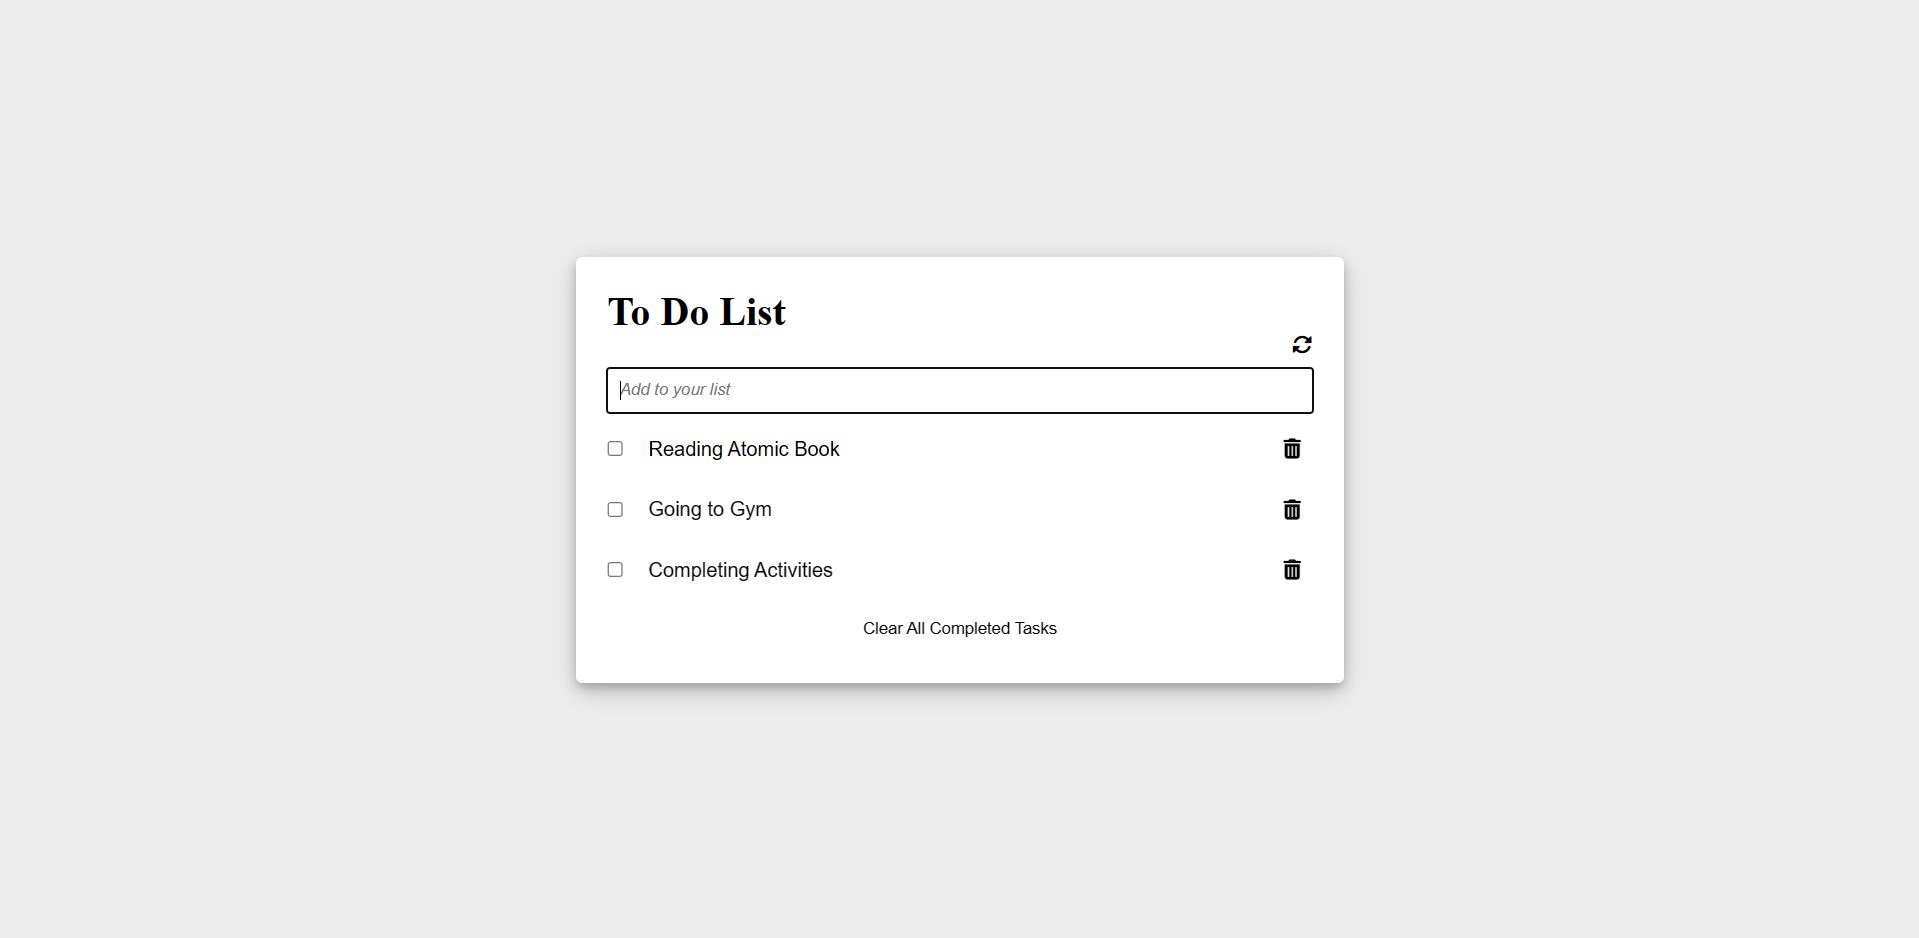 To Do List
Add to your list
Reading Atomic Book
Going to Gym
Completing Activities
Clear All Completed Tasks